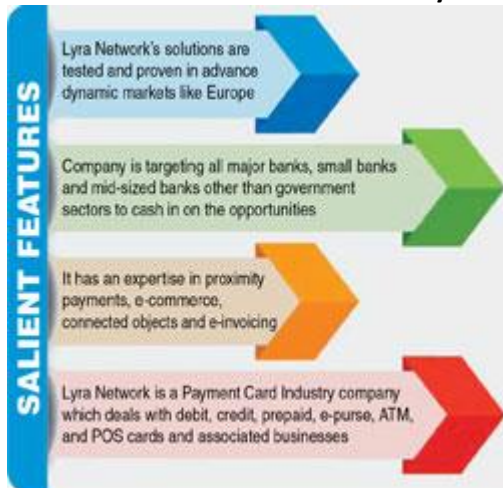 SALIENT FEATURES
Lyra Network's solutions are
tested and proven in advance
dynamic markets like Europe
Company is targeting all major banks, small banks
and mid-sized banks other than government
sectors to cash in on the opportunities
It has an expertise in proximity
payments, e-commerce,
connected objects and e-invoicing
Lyra Network is a Payment Card Industry company
which deals with debit, credit, prepaid, e-purse, ATM,
and POS cards and associated businesses